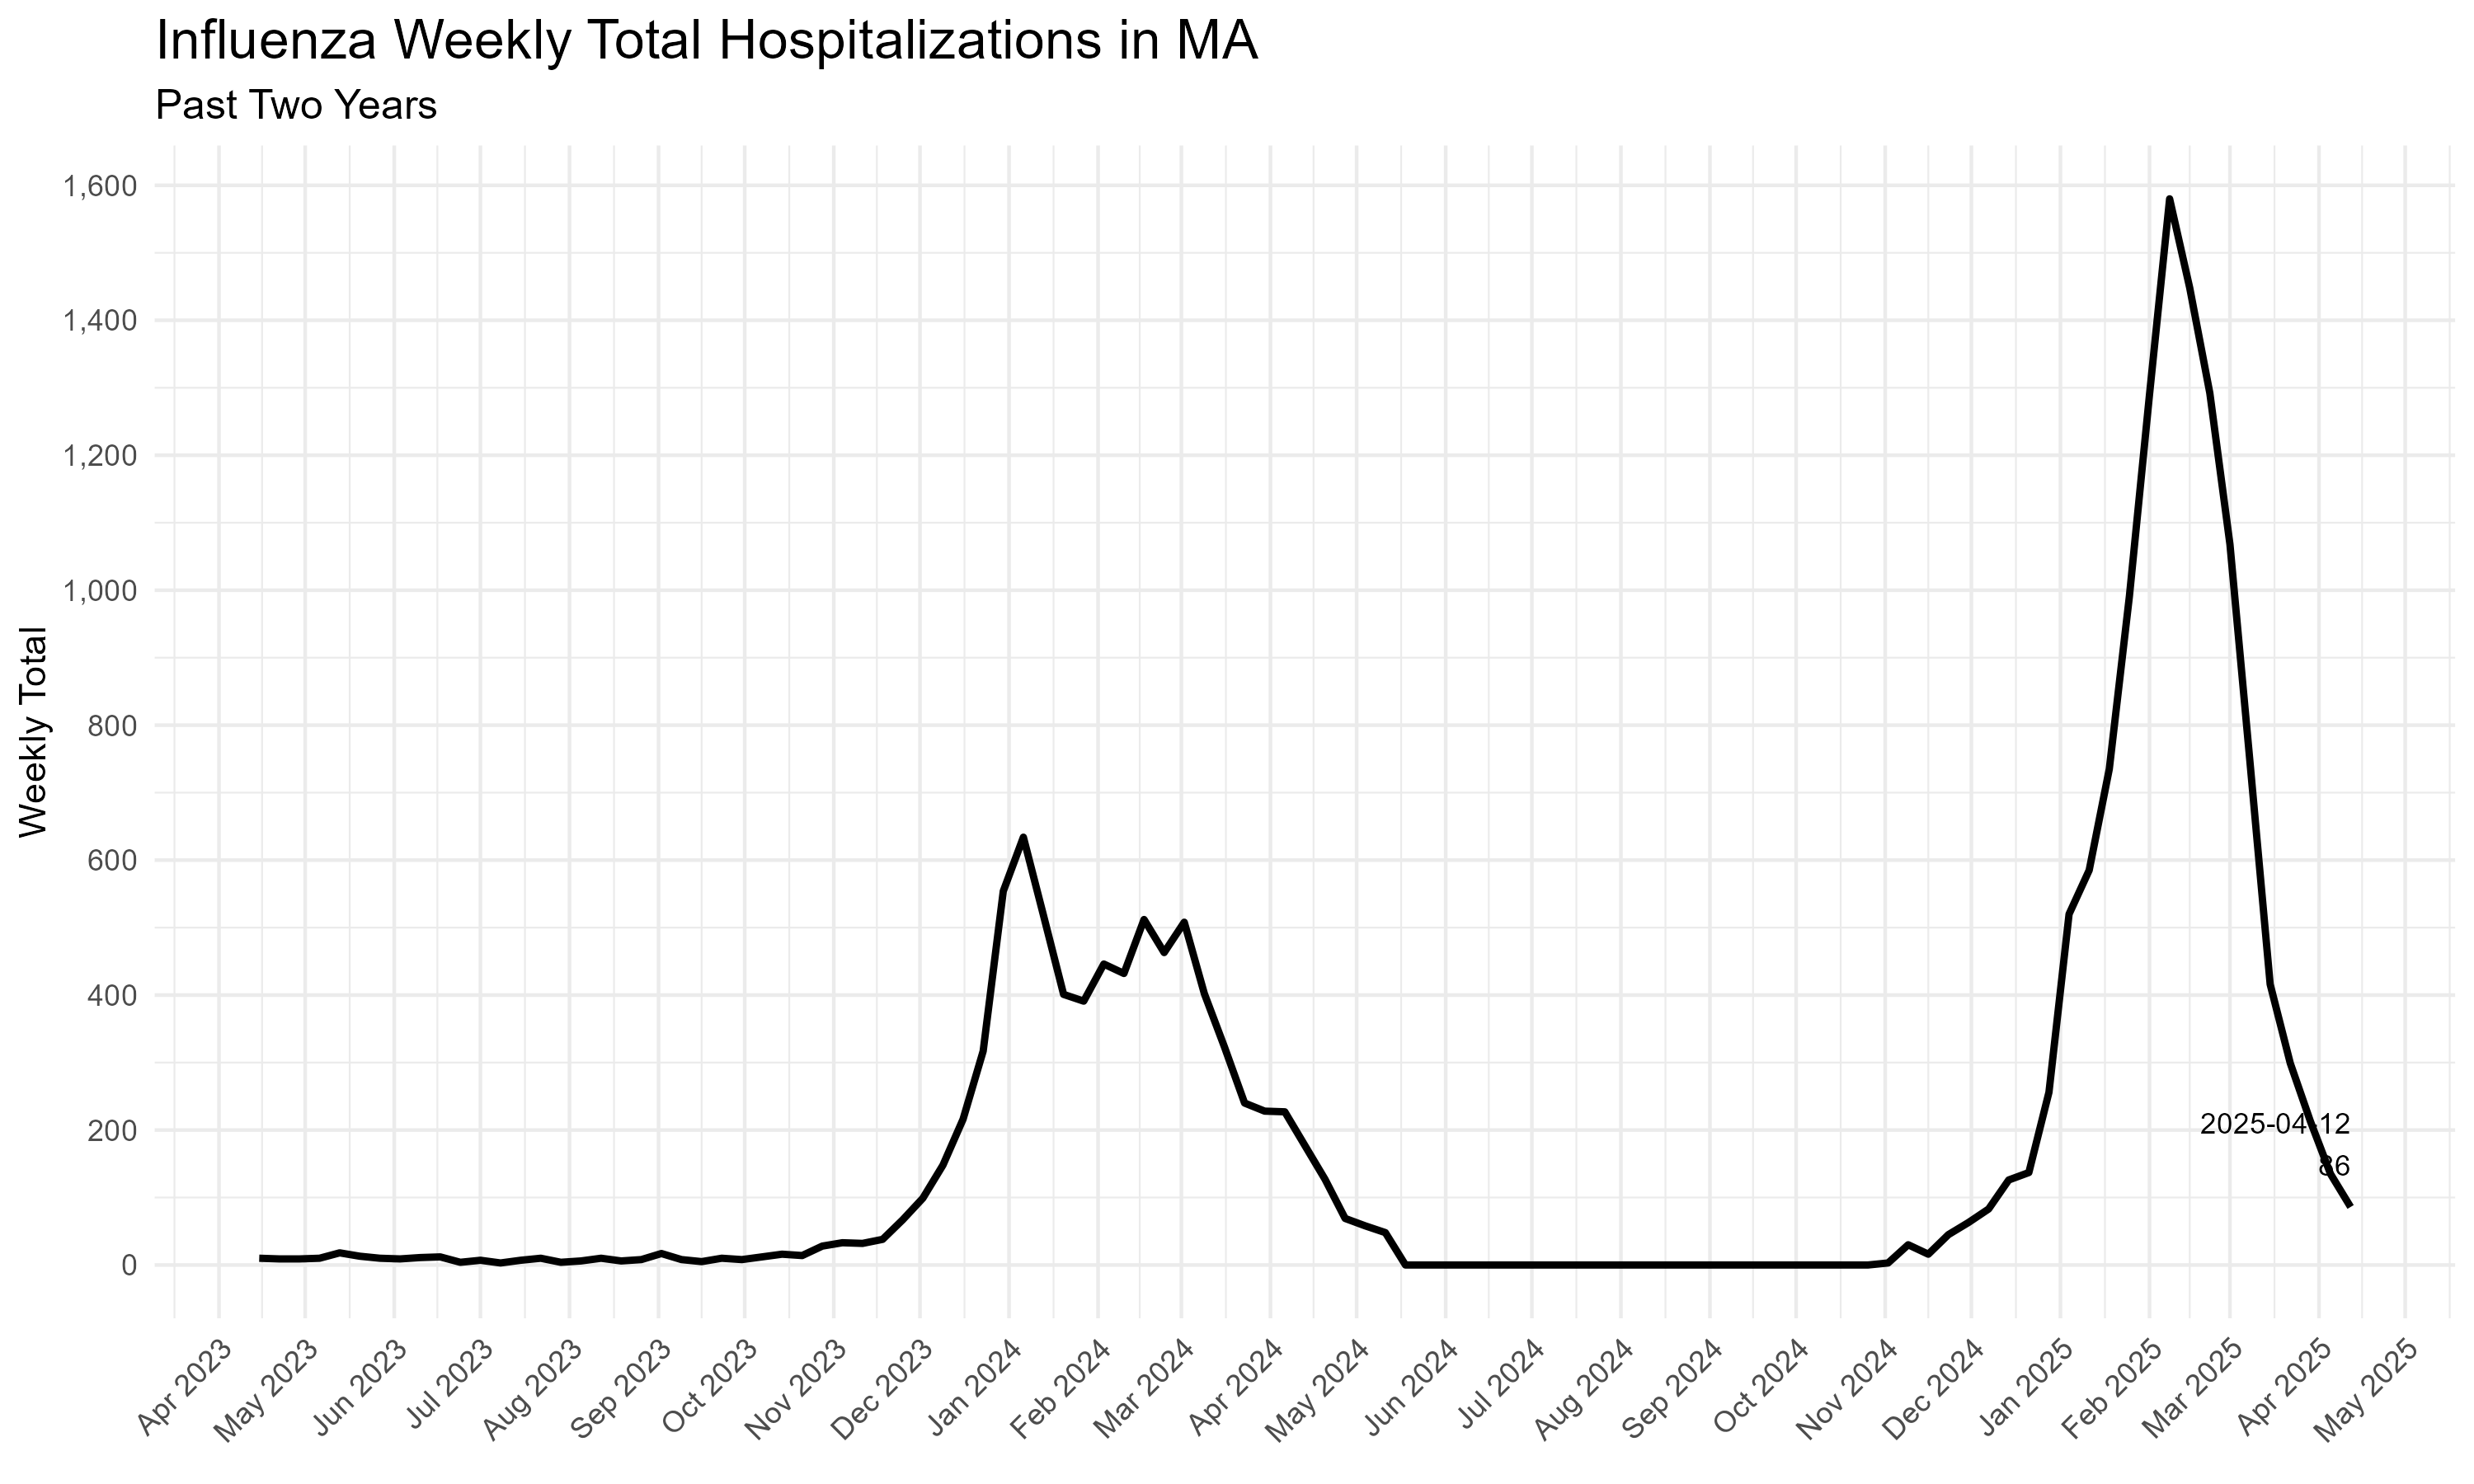 Influenza Weekly Total Hospitalizations in MA
Past Two Years
1,600
1,400
1,200
1,000
800
600
400
200
0
Weekly Total
2025-04-12
86
Apr 2023
May 2023
Jun 2023
Jul 2023
Aug 2023
Sep 2023
Oct 2023
Nov 2023
Dec 2023
Jan 2024
Feb 2024
Mar 2024
Apr 2024
May 2024
Jun 2024
Jul 2024
Aug 2024
Sep 2024
Oct 2024
Nov 2024
Dec 2024
Jan 2025
Feb 2025
Mar 2025
Apr 2025
May 2025